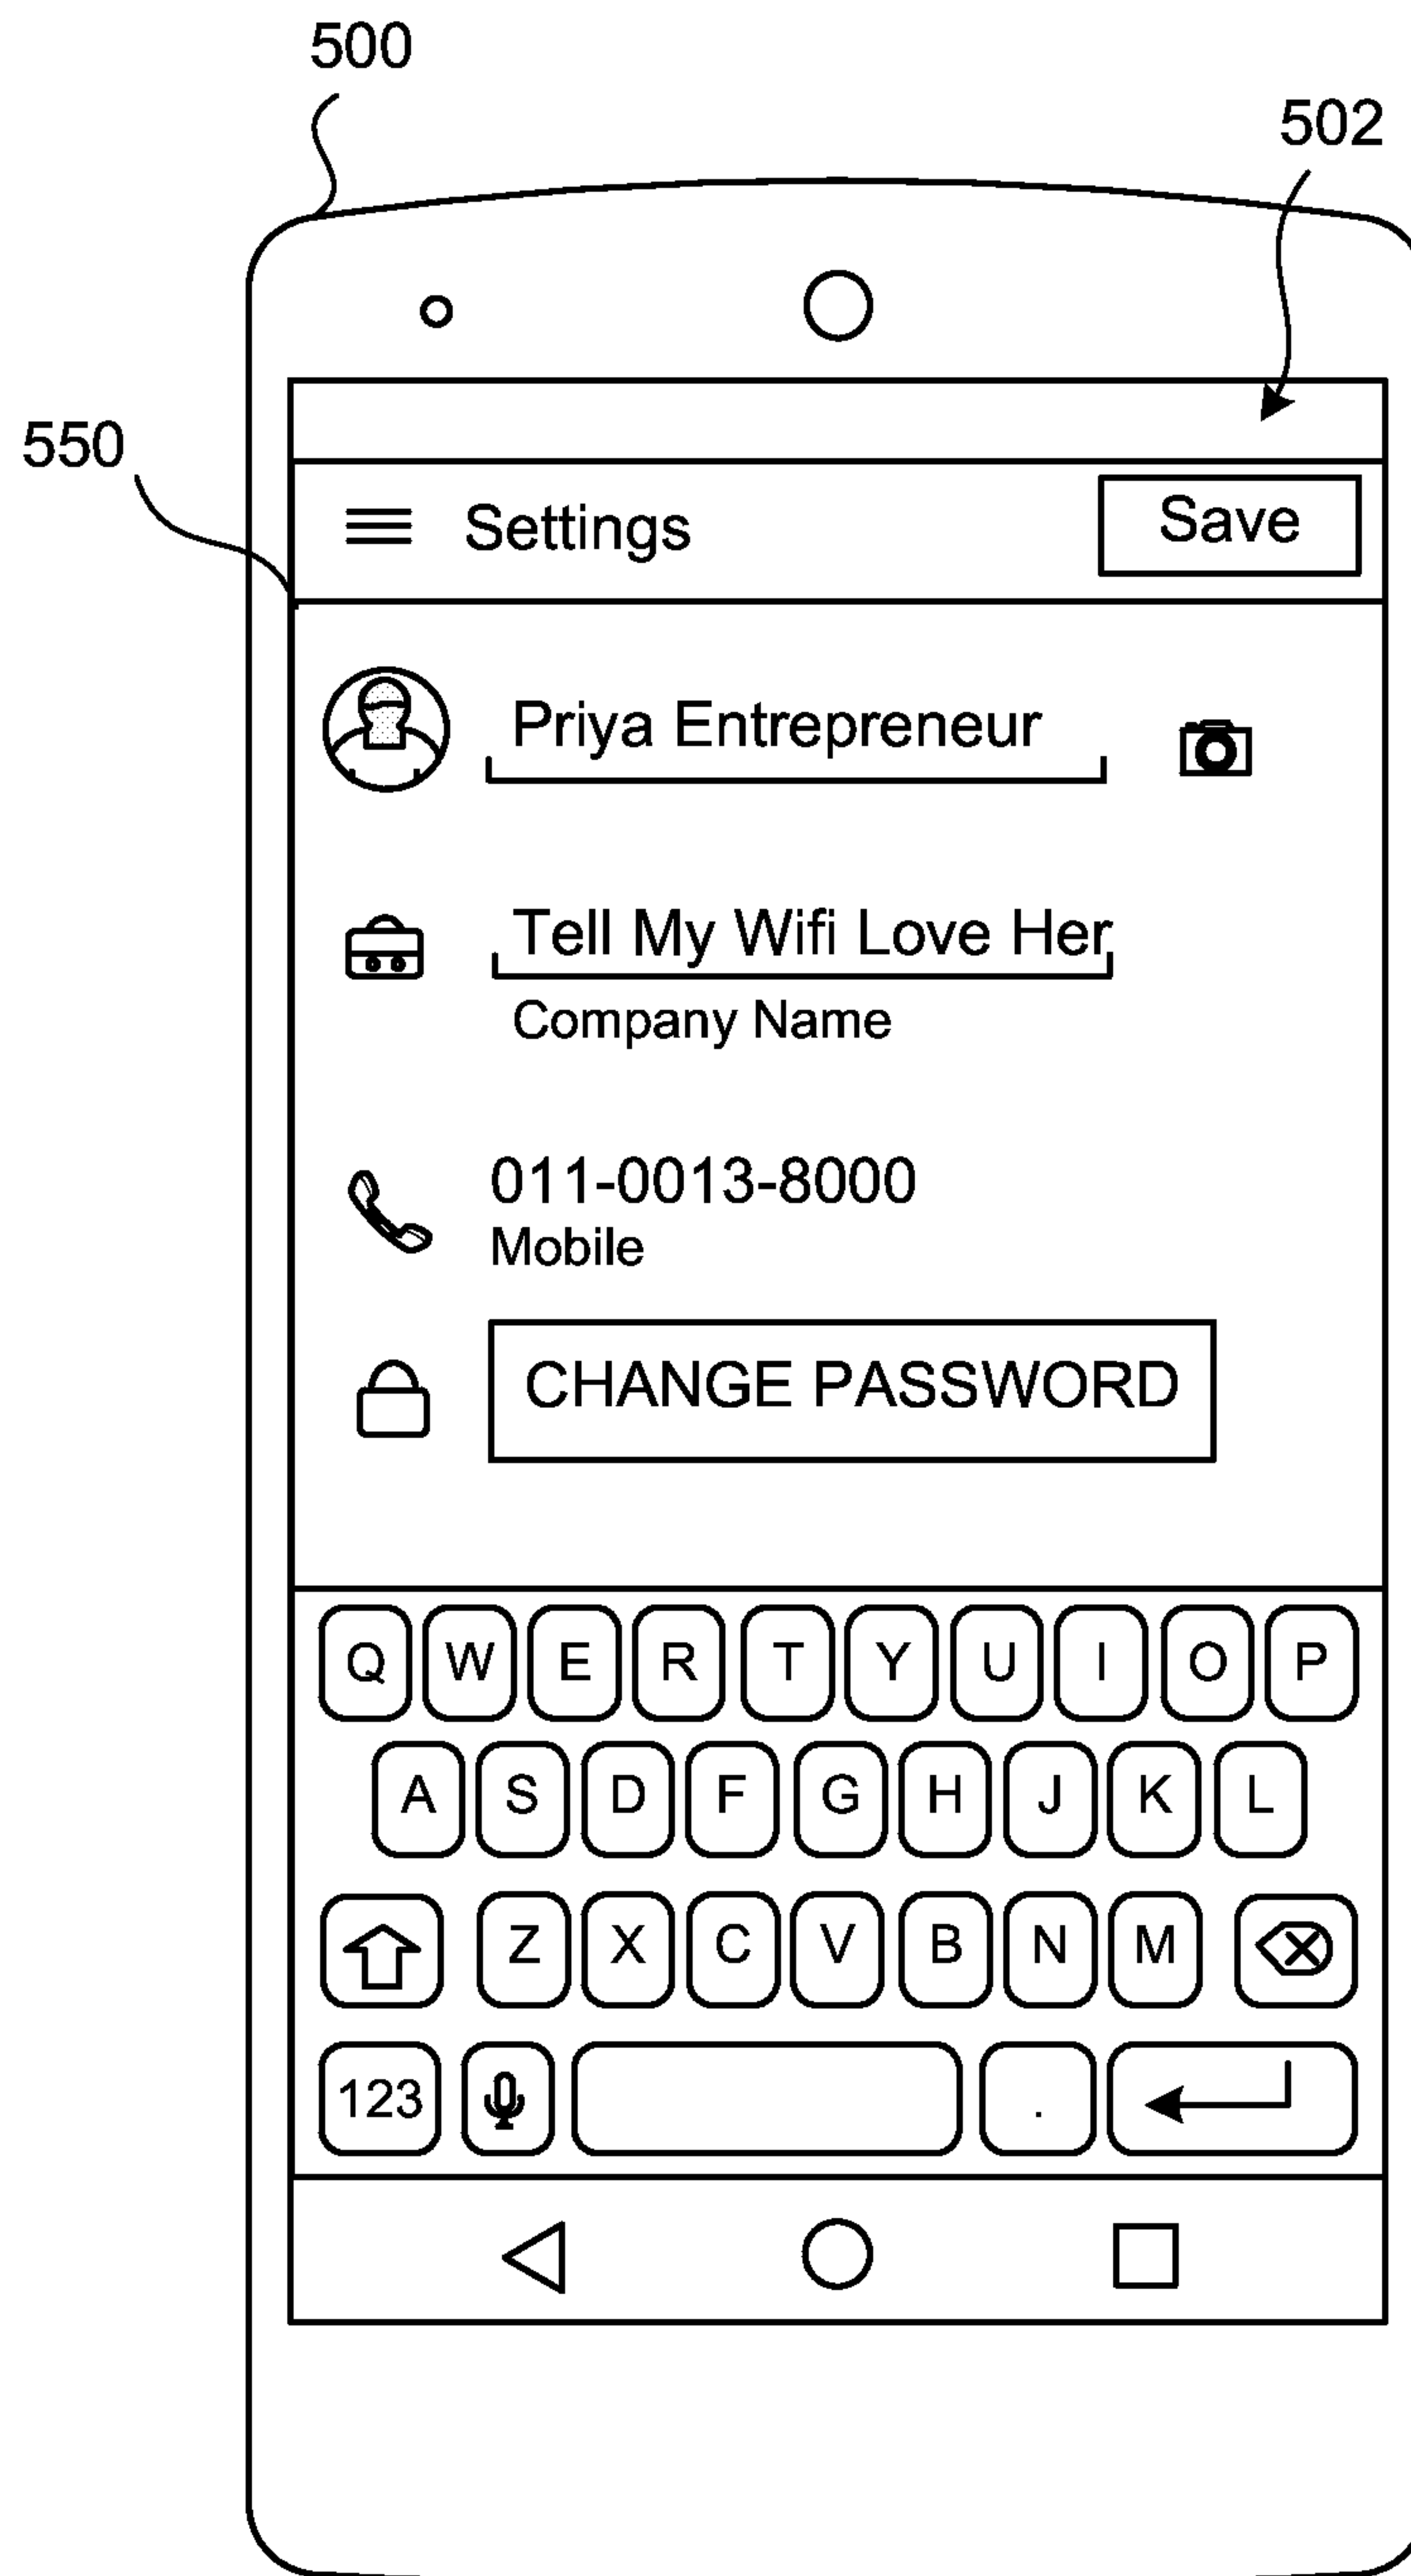 500
502
550
Settings Save
Priya Entrepreneur
Tell My Wifi Love Her
Company Name
011-0013-8000
Mobile
CHANGE PASSWORD
Q W E R T Y U I O P
A S D F G H J K L
Z X C V B N M
123 .